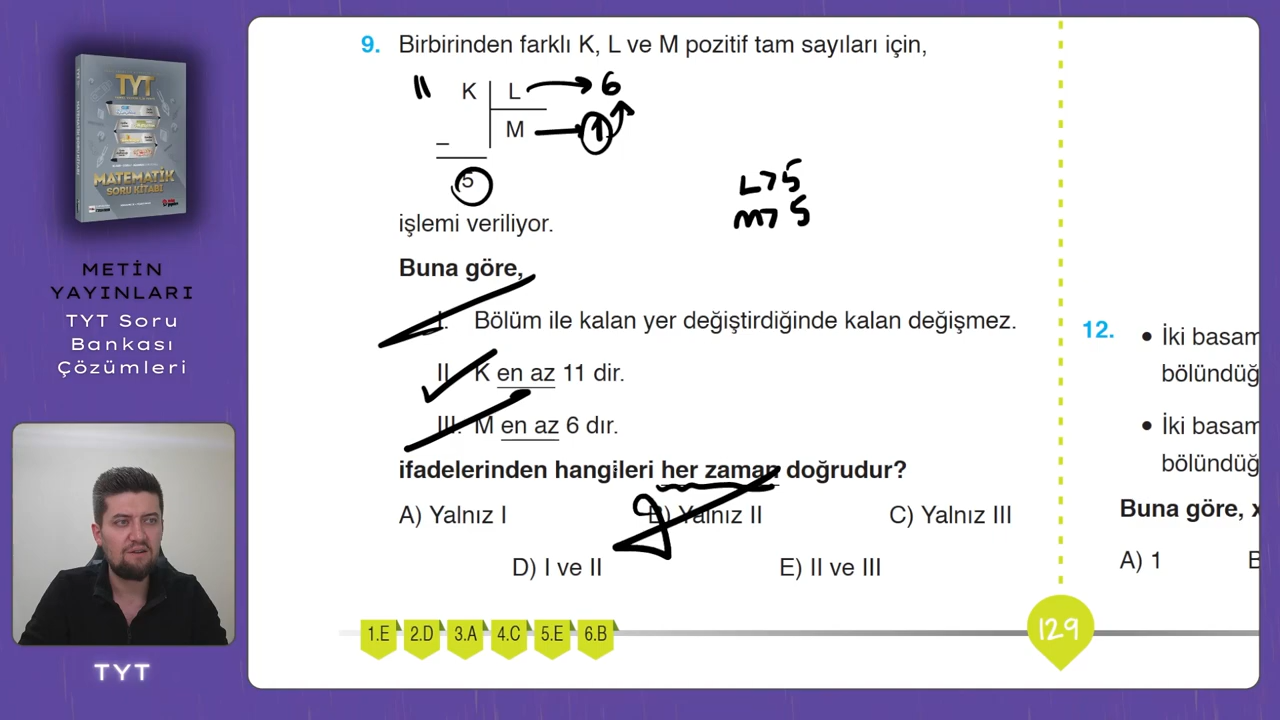 TYT
MATEMATİK
SORU KİTABI
METİN
YAYINLARI
TYT Soru
Bankası
Çözümleri
TYT
9. Birbirinden farklı K, L ve M pozitif tam sayıları için,
11 K L 6
M 1
5
L>5
M>5
işlemi veriliyor.
Buna göre,
I. Bölüm ile kalan yer değiştirdiğinde kalan değişmez.
II. K en az 11 dir.
III. M en az 6 dır.
ifadelerinden hangileri her zaman doğrudur?
A) Yalnız I B) Yalnız II C) Yalnız III
D) I ve II E) II ve III
1.E 2.D 3.A 4.C 5.E 6.B
129
12. • İki basam
bölündüğ
• İki basam
bölündüğ
Buna göre, x
A) 1